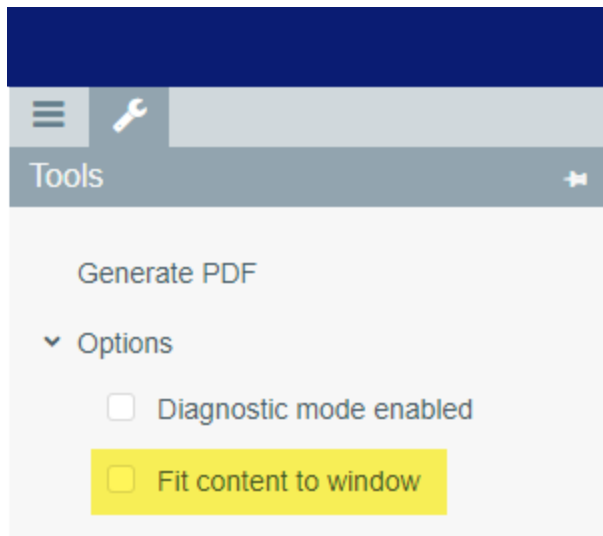 Tools
Generate PDF
Options
Diagnostic mode enabled
Fit content to window